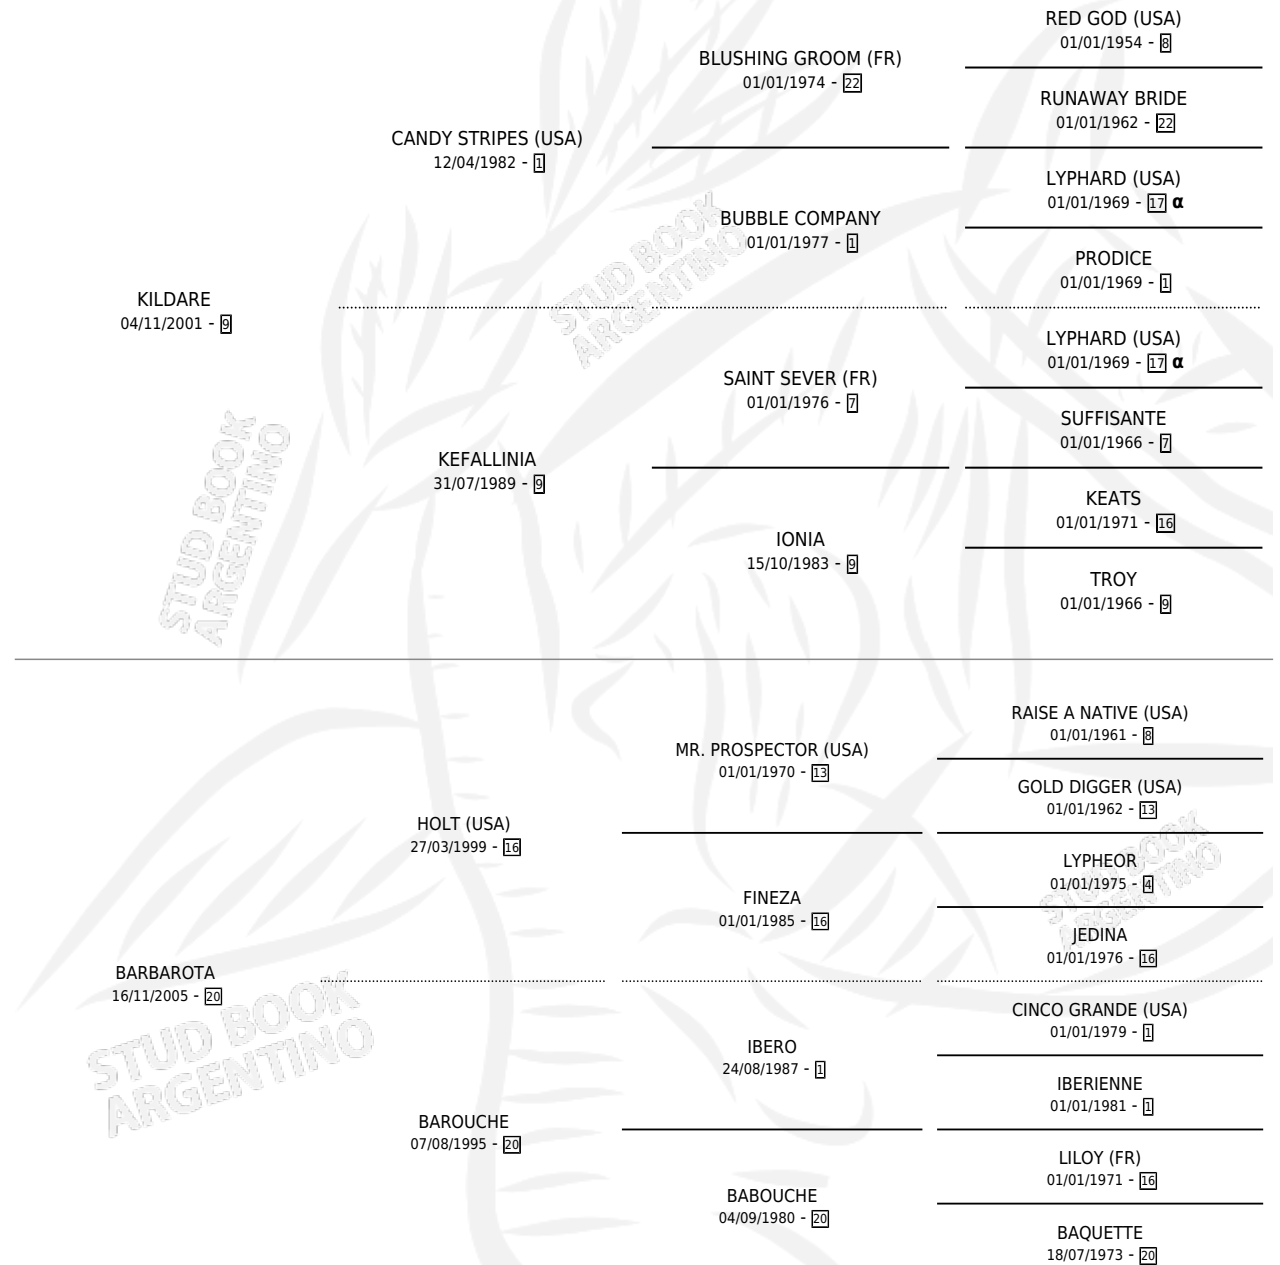 KILDARE
04/11/2001 - 9
CANDY STRIPES (USA)
12/04/1982 - 1
KEFALLINIA
31/07/1989 - 9
BLUSHING GROOM (FR)
01/01/1974 - 22
BUBBLE COMPANY
01/01/1977 - 1
SAINT SEVER (FR)
01/01/1976 - 7
IONIA
15/10/1983 - 9
RED GOD (USA)
01/01/1954 - 8
RUNAWAY BRIDE
01/01/1962 - 22
LYPHARD (USA)
01/01/1969 - 17 α
PRODICE
01/01/1969 - 1
LYPHARD (USA)
01/01/1969 - 17 α
SUFFISANTE
01/01/1966 - 7
KEATS
01/01/1971 - 16
TROY
01/01/1966 - 9
STUD BOOK
ARGENTINO
STUD BOOK
ARGENTINO
BARBAROTA
16/11/2005 - 20
HOLT (USA)
27/03/1999 - 16
BAROUCHE
07/08/1995 - 20
MR. PROSPECTOR (USA)
01/01/1970 - 13
FINEZA
01/01/1985 - 16
IBERO
24/08/1987 - 1
BABOUCHE
04/09/1980 - 20
RAISE A NATIVE (USA)
01/01/1961 - 8
GOLD DIGGER (USA)
01/01/1962 - 13
LYPHEOR
01/01/1975 - 4
JEDINA
01/01/1976 - 16
CINCO GRANDE (USA)
01/01/1979 - 1
IBERIENNE
01/01/1981 - 1
LILOY (FR)
01/01/1971 - 16
BAQUETTE
18/07/1973 - 20
STUD BOOK
ARGENTINO
STUD BOOK
ARGENTINO